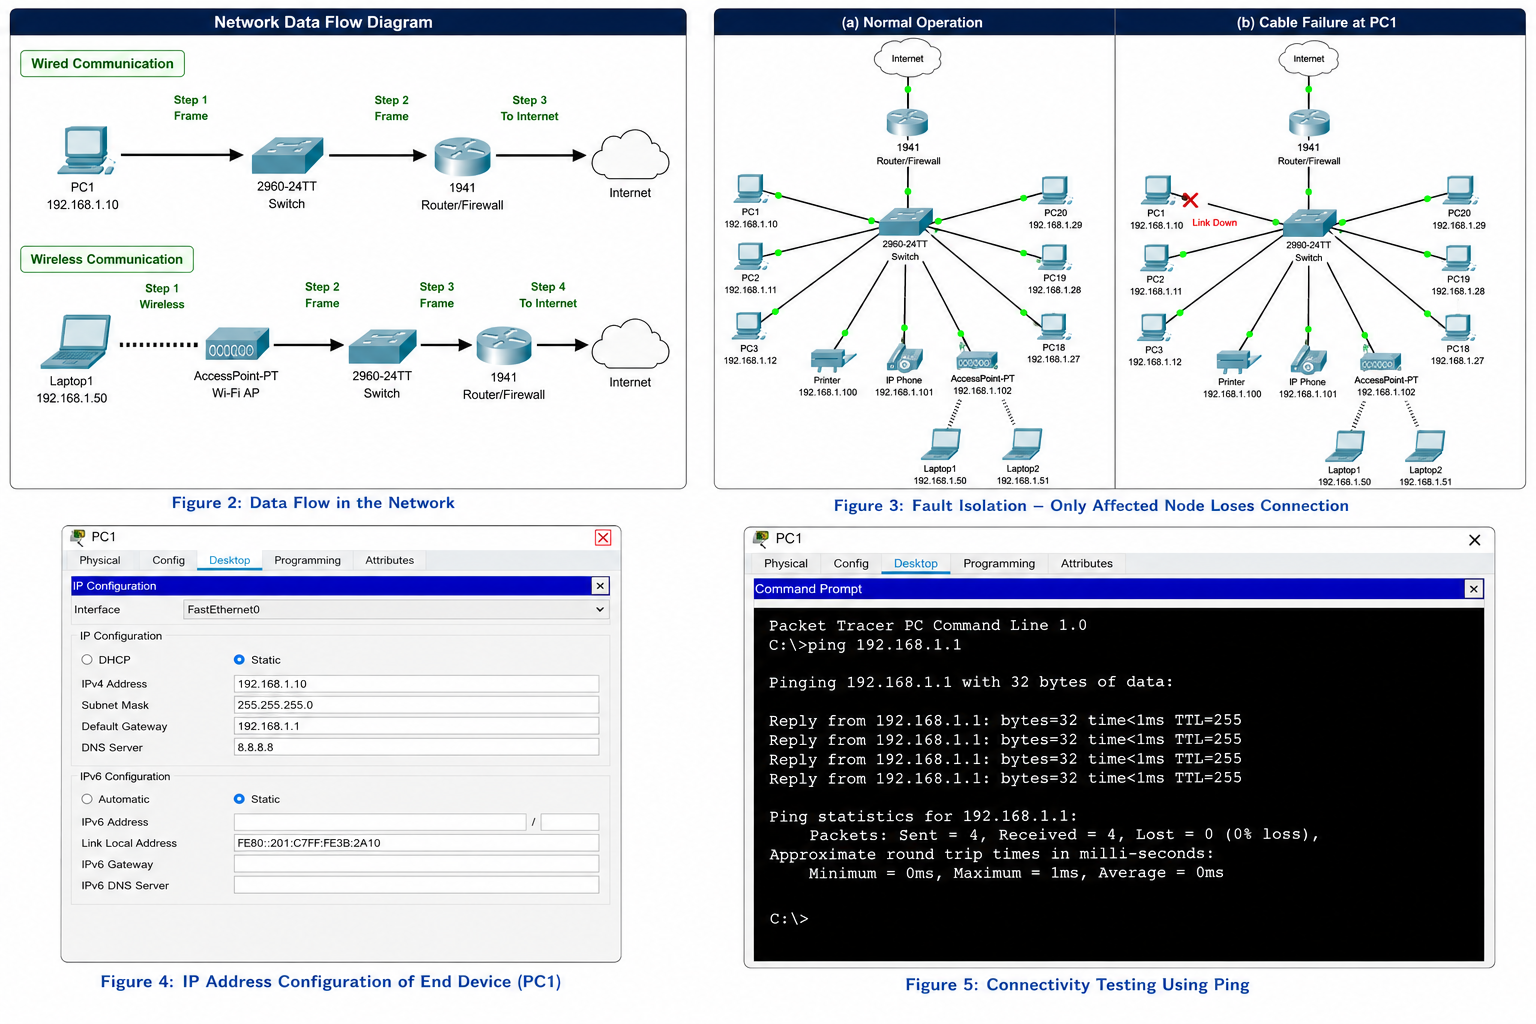 Network Data Flow Diagram
Wired Communication
Step 1
Frame
Step 2
Frame
Step 3
To Internet
PC1
192.168.1.10
2960-24TT
Switch
1941
Router/Firewall
Internet
Wireless Communication
Step 1
Wireless
Step 2
Frame
Step 3
Frame
Step 4
To Internet
Laptop1
192.168.1.50
AccessPoint-PT
Wi-Fi AP
2960-24TT
Switch
1941
Router/Firewall
Internet
Figure 2: Data Flow in the Network
(a) Normal Operation
Internet
1941
Router/Firewall
PC1
192.168.1.10
PC20
192.168.1.29
2960-24TT
Switch
PC2
192.168.1.11
PC19
192.168.1.28
PC3
192.168.1.12
PC18
192.168.1.27
Printer
192.168.1.100
IP Phone
192.168.1.101
AccessPoint-PT
192.168.1.102
Laptop1
192.168.1.50
Laptop2
192.168.1.51
(b) Cable Failure at PC1
Internet
1941
Router/Firewall
PC1
192.168.1.10
Link Down
PC20
192.168.1.29
2990-24TT
Switch
PC2
192.168.1.11
PC19
192.168.1.28
PC3
192.168.1.12
PC18
192.168.1.27
Printer
192.168.1.100
IP Phone
192.168.1.101
AccessPoint-PT
192.168.1.102
Laptop1
192.168.1.50
Laptop2
192.168.1.51
Figure 3: Fault Isolation – Only Affected Node Loses Connection
PC1
Physical Config Desktop Programming Attributes
IP Configuration
Interface FastEthernet0
IP Configuration
DHCP Static
IPv4 Address 192.168.1.10
Subnet Mask 255.255.255.0
Default Gateway 192.168.1.1
DNS Server 8.8.8.8
IPv6 Configuration
Automatic Static
IPv6 Address /
Link Local Address FE80::201:C7FF:FE3B:2A10
IPv6 Gateway
IPv6 DNS Server
Figure 4: IP Address Configuration of End Device (PC1)
PC1
Physical Config Desktop Programming Attributes
Command Prompt
Packet Tracer PC Command Line 1.0
C:\>ping 192.168.1.1
Pinging 192.168.1.1 with 32 bytes of data:
Reply from 192.168.1.1: bytes=32 time<1ms TTL=255
Reply from 192.168.1.1: bytes=32 time<1ms TTL=255
Reply from 192.168.1.1: bytes=32 time<1ms TTL=255
Reply from 192.168.1.1: bytes=32 time<1ms TTL=255
Ping statistics for 192.168.1.1:
Packets: Sent = 4, Received = 4, Lost = 0 (0% loss),
Approximate round trip times in milli-seconds:
Minimum = 0ms, Maximum = 1ms, Average = 0ms
C:\>
Figure 5: Connectivity Testing Using Ping